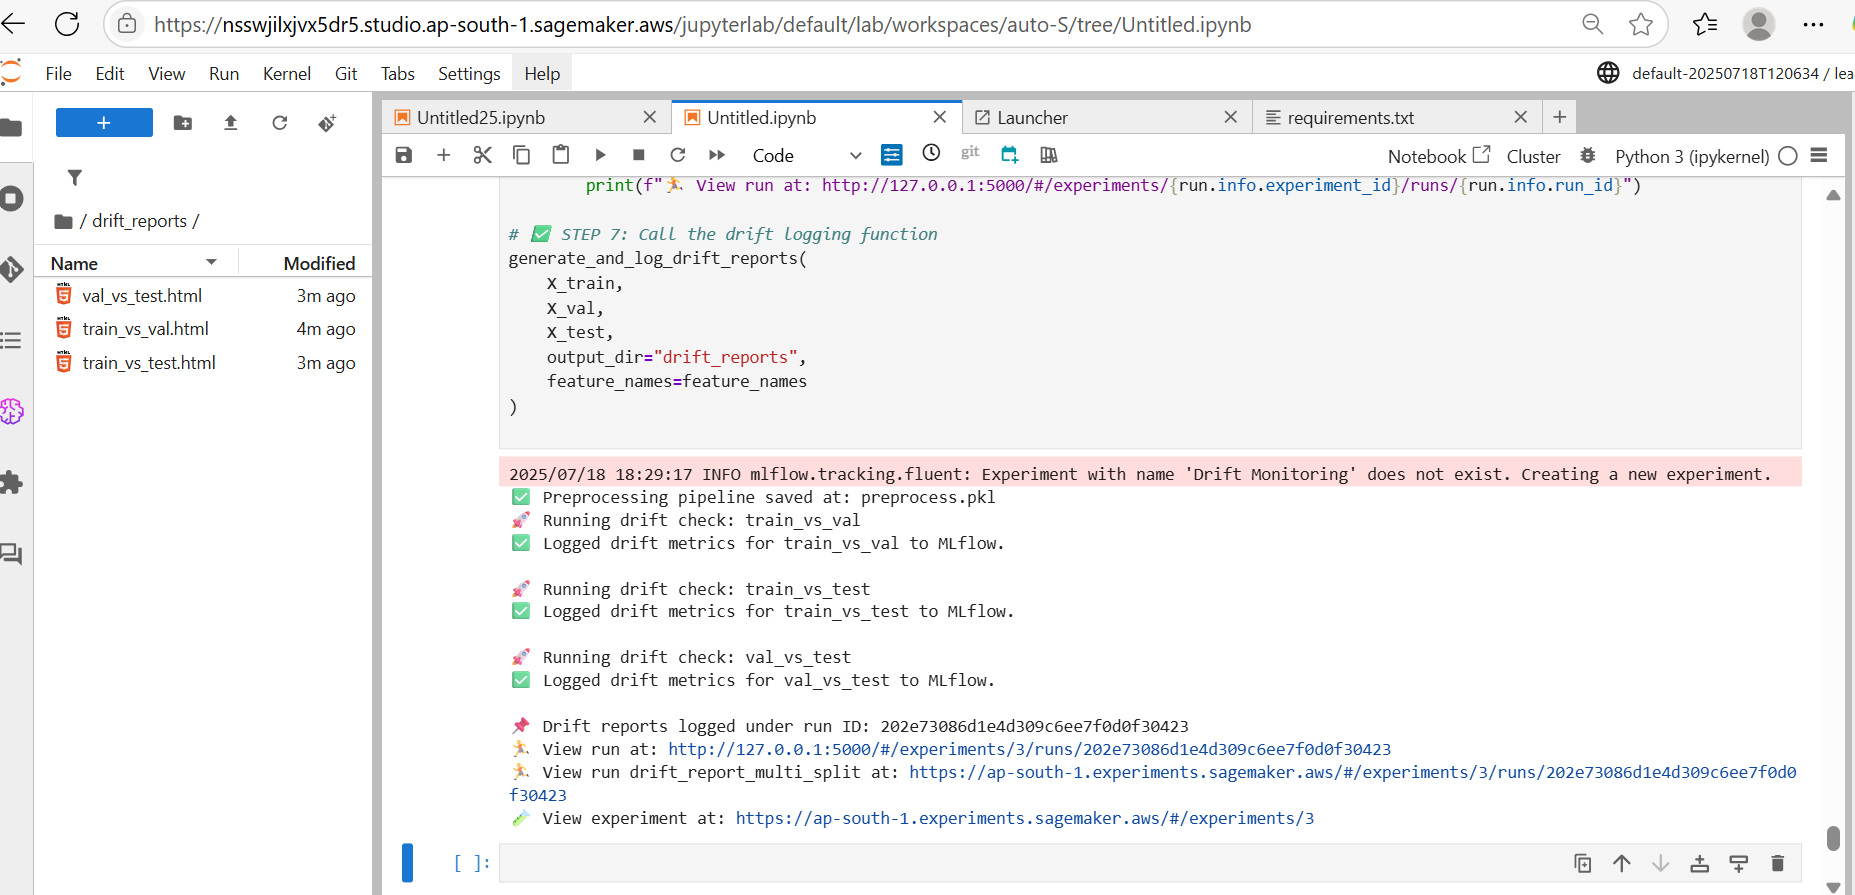 https://nsswjilxjvx5dr5.studio.ap-south-1.sagemaker.aws/jupyterlab/default/lab/workspaces/auto-S/tree/Untitled.ipynb
File Edit View Run Kernel Git Tabs Settings Help
default-20250718T120634 / lea
+
/ drift_reports /
Name Modified
val_vs_test.html 3m ago
train_vs_val.html 4m ago
train_vs_test.html 3m ago
Untitled25.ipynb
Untitled.ipynb
Launcher
requirements.txt
Code
git
Notebook
Cluster
Python 3 (ipykernel)
print(f"🏃 View run at: http://127.0.0.1:5000/#/experiments/{run.info.experiment_id}/runs/{run.info.run_id}")
# ✅ STEP 7: Call the drift logging function
generate_and_log_drift_reports(
X_train,
X_val,
X_test,
output_dir="drift_reports",
feature_names=feature_names
)
2025/07/18 18:29:17 INFO mlflow.tracking.fluent: Experiment with name 'Drift Monitoring' does not exist. Creating a new experiment.
✅ Preprocessing pipeline saved at: preprocess.pkl
🚀 Running drift check: train_vs_val
✅ Logged drift metrics for train_vs_val to MLflow.
🚀 Running drift check: train_vs_test
✅ Logged drift metrics for train_vs_test to MLflow.
🚀 Running drift check: val_vs_test
✅ Logged drift metrics for val_vs_test to MLflow.
📌 Drift reports logged under run ID: 202e73086d1e4d309c6ee7f0d0f30423
🏃 View run at: http://127.0.0.1:5000/#/experiments/3/runs/202e73086d1e4d309c6ee7f0d0f30423
🏃 View run drift_report_multi_split at: https://ap-south-1.experiments.sagemaker.aws/#/experiments/3/runs/202e73086d1e4d309c6ee7f0d0
f30423
🧪 View experiment at: https://ap-south-1.experiments.sagemaker.aws/#/experiments/3
[ ]: